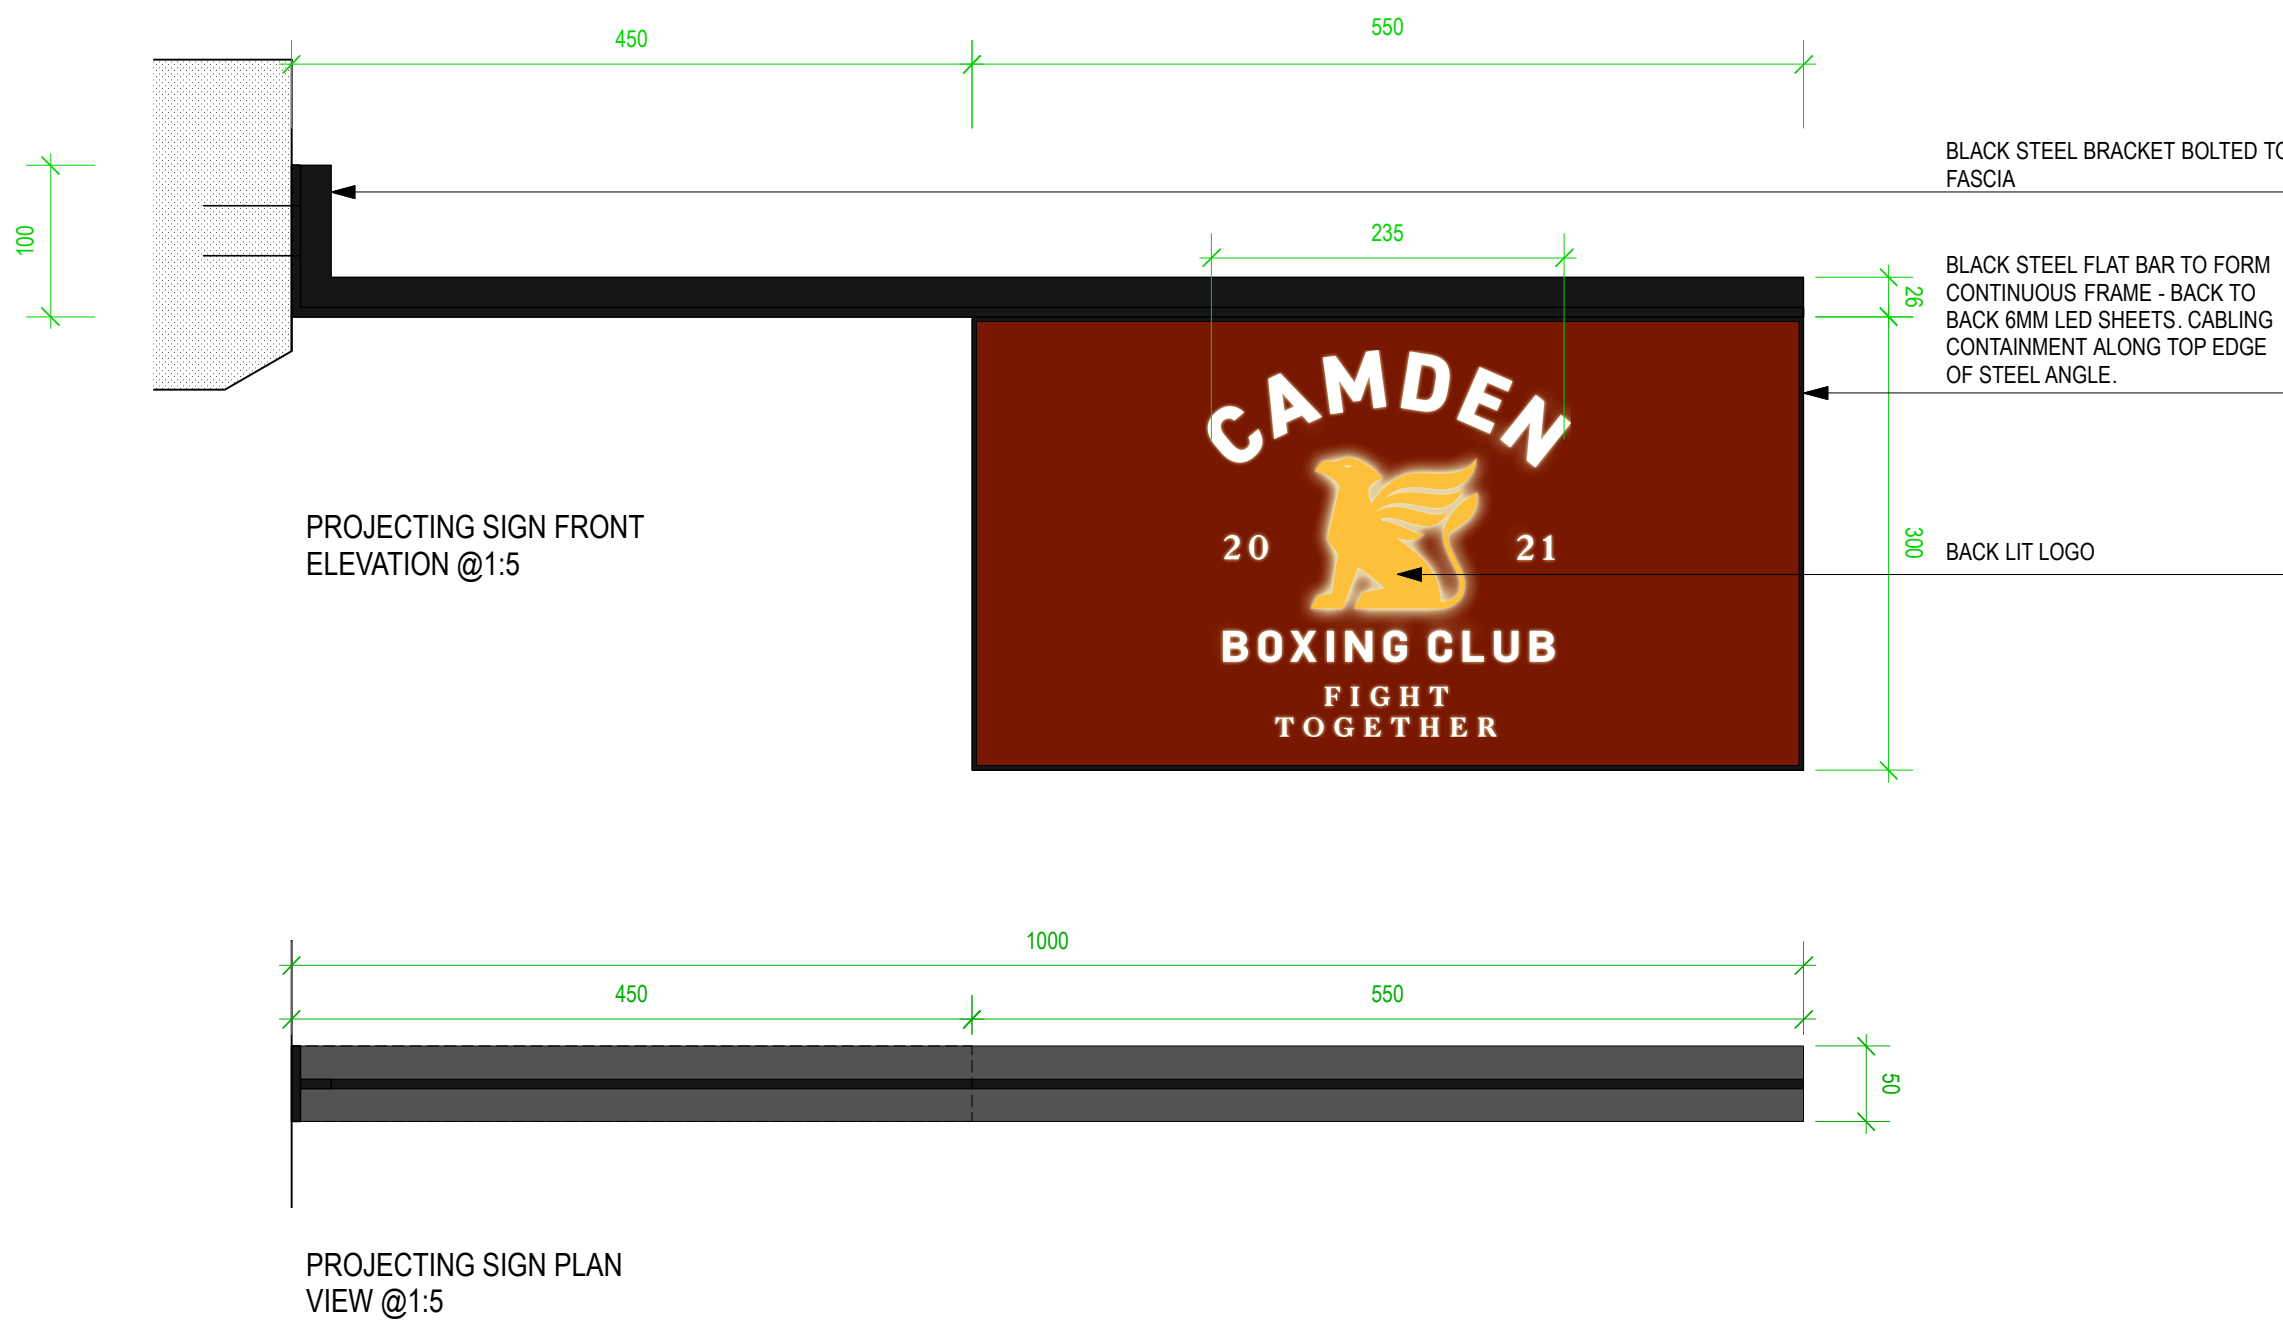 450
550
BLACK STEEL BRACKET BOLTED TO
FASCIA
100
235
26
BLACK STEEL FLAT BAR TO FORM
CONTINUOUS FRAME - BACK TO
BACK 6MM LED SHEETS. CABLING
CONTAINMENT ALONG TOP EDGE
OF STEEL ANGLE.
CAMDEN
20 21
BOXING CLUB
FIGHT
TOGETHER
300
BACK LIT LOGO
PROJECTING SIGN FRONT
ELEVATION @1:5
1000
450
550
50
PROJECTING SIGN PLAN
VIEW @1:5